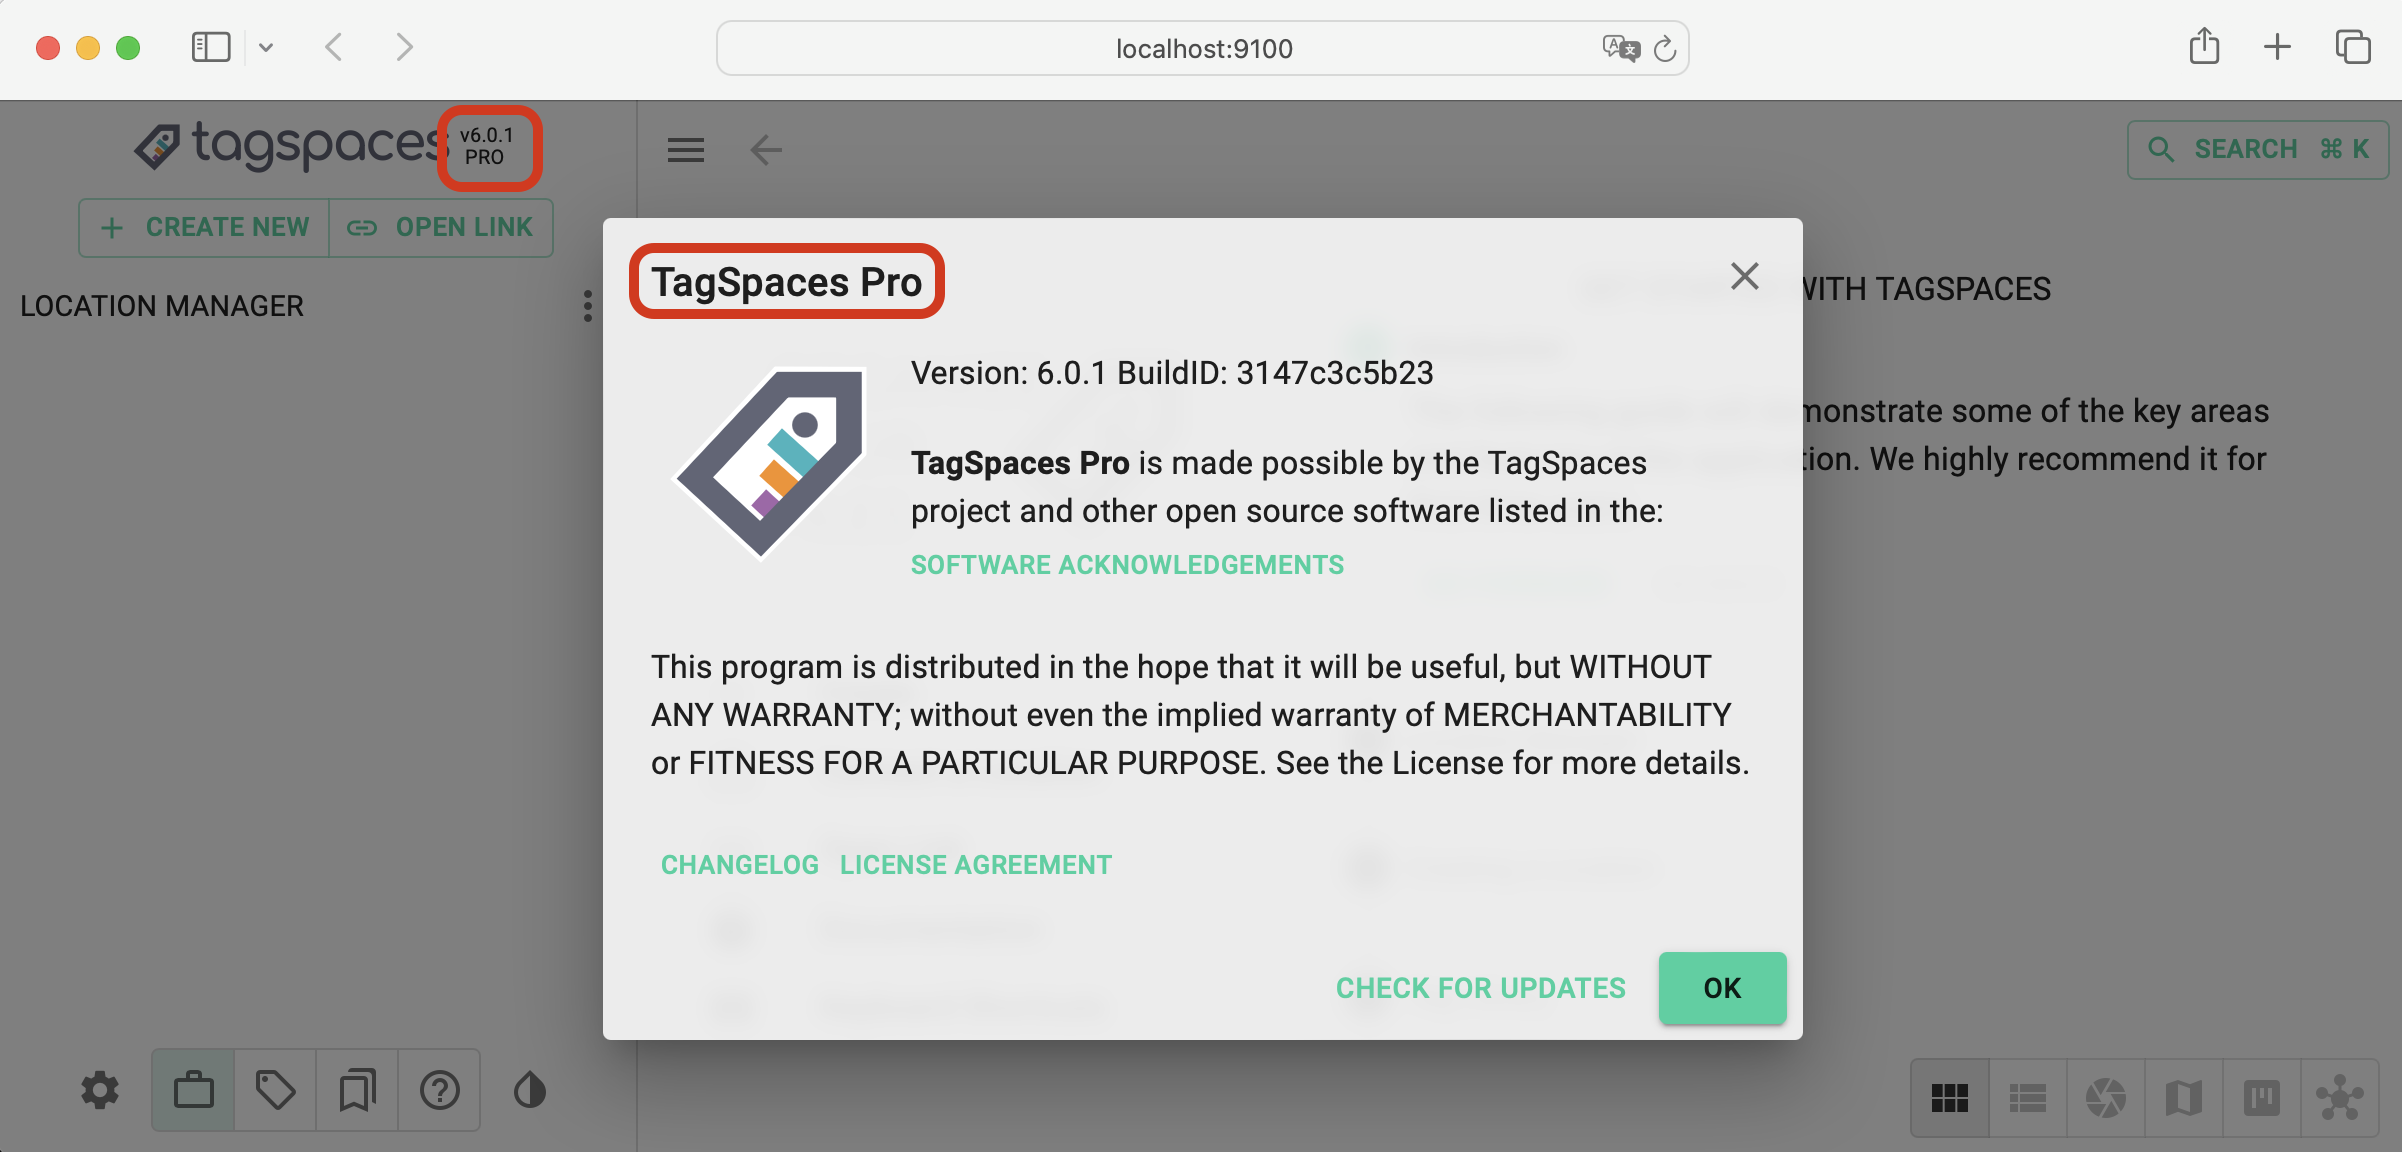 localhost:9100
tagspaces
v6.0.1
PRO
SEARCH ⌘ K
CREATE NEW
OPEN LINK
LOCATION MANAGER
TagSpaces Pro
WITH TAGSPACES
Version: 6.0.1 BuildID: 3147c3c5b23
monstrate some of the key areas
tion. We highly recommend it for
TagSpaces Pro is made possible by the TagSpaces
project and other open source software listed in the:
SOFTWARE ACKNOWLEDGEMENTS
This program is distributed in the hope that it will be useful, but WITHOUT
ANY WARRANTY; without even the implied warranty of MERCHANTABILITY
or FITNESS FOR A PARTICULAR PURPOSE. See the License for more details.
CHANGELOG LICENSE AGREEMENT
CHECK FOR UPDATES
OK